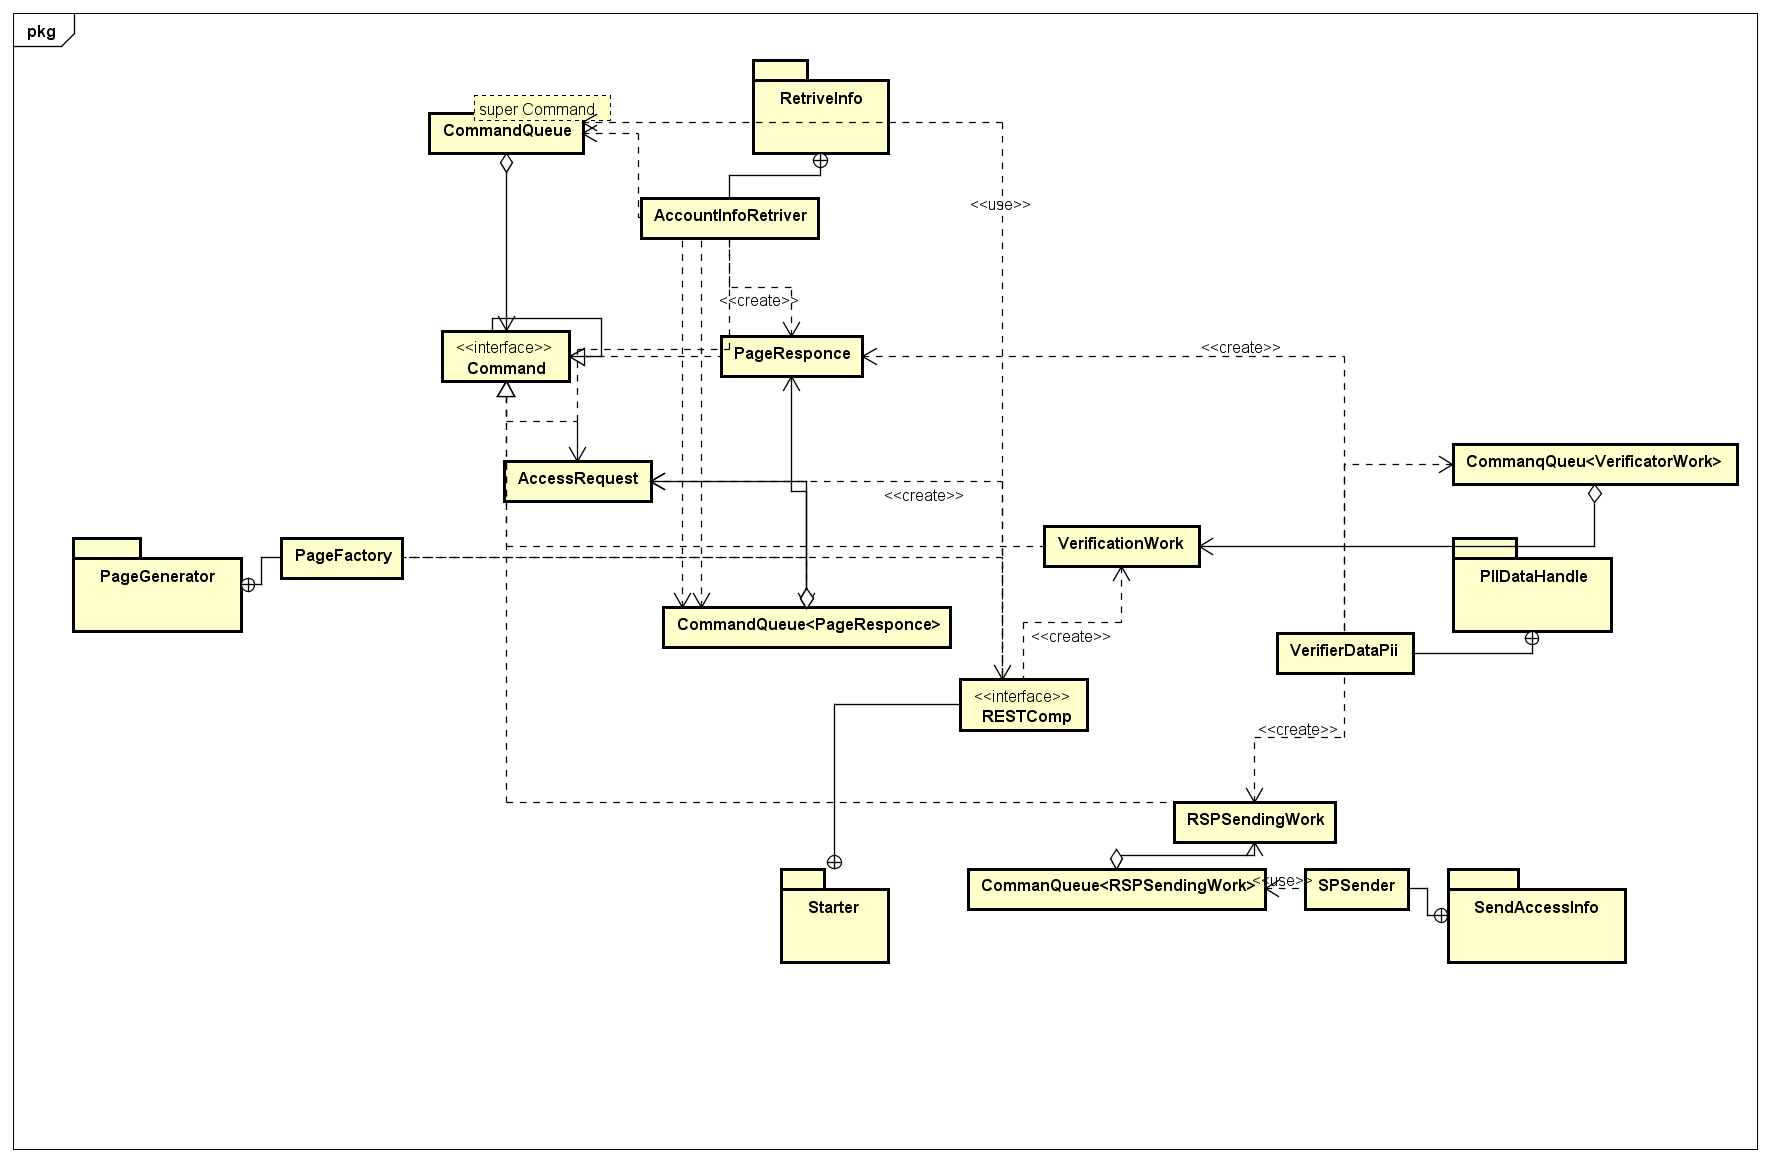 pkg
RetriveInfo
super Command
CommandQueue
<<use>>
AccountInfoRetriver
<<create>>
<<interface>>
Command
PageResponce
<<create>>
CommanqQueu<VerificatorWork>
AccessRequest
<<create>>
VerificationWork
PageFactory
PageGenerator
PIIDataHandle
CommandQueue<PageResponce>
<<create>>
VerifierDataPii
<<interface>>
RESTComp
<<create>>
RSPSendingWork
CommanQueue<RSPSendingWork>
<<use>>
SPSender
Starter
SendAccessInfo